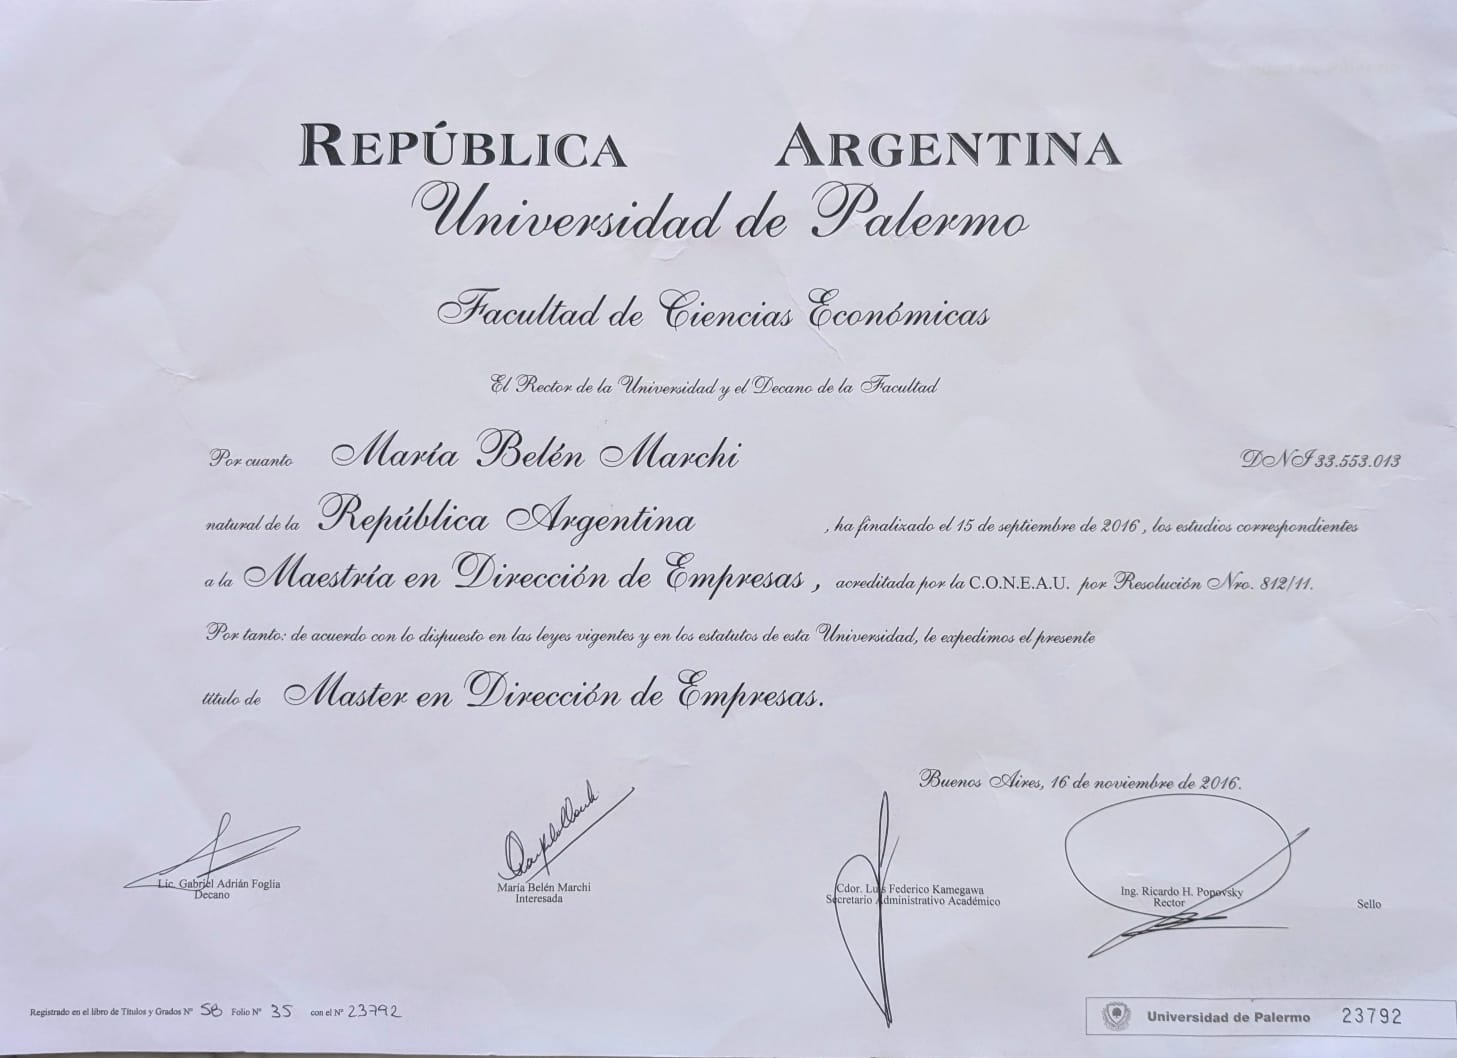 REPÚBLICA ARGENTINA
Universidad de Palermo
Facultad de Ciencias Económicas
El Rector de la Universidad y el Decano de la Facultad
Por cuanto María Belén Marchi DNI 33.553.013
natural de la República Argentina , ha finalizado el 15 de septiembre de 2016 , los estudios correspondientes
a la Maestría en Dirección de Empresas , acreditada por la C.O.N.E.A.U. por Resolución Nro. 812/11.
Por tanto: de acuerdo con lo dispuesto en las leyes vigentes y en los estatutos de esta Universidad, le expedimos el presente
título de Master en Dirección de Empresas.
Buenos Aires, 16 de noviembre de 2016.
Lic. Gabriel Adrián Foglia
Decano
María Belén Marchi
Interesada
Cdor. Luis Federico Kamegawa
Secretario Administrativo Académico
Ing. Ricardo H. Popovsky
Rector
Sello
Registrado en el libro de Títulos y Grados Nº 58 Folio Nº 35 con el Nº 23792
Universidad de Palermo 23792